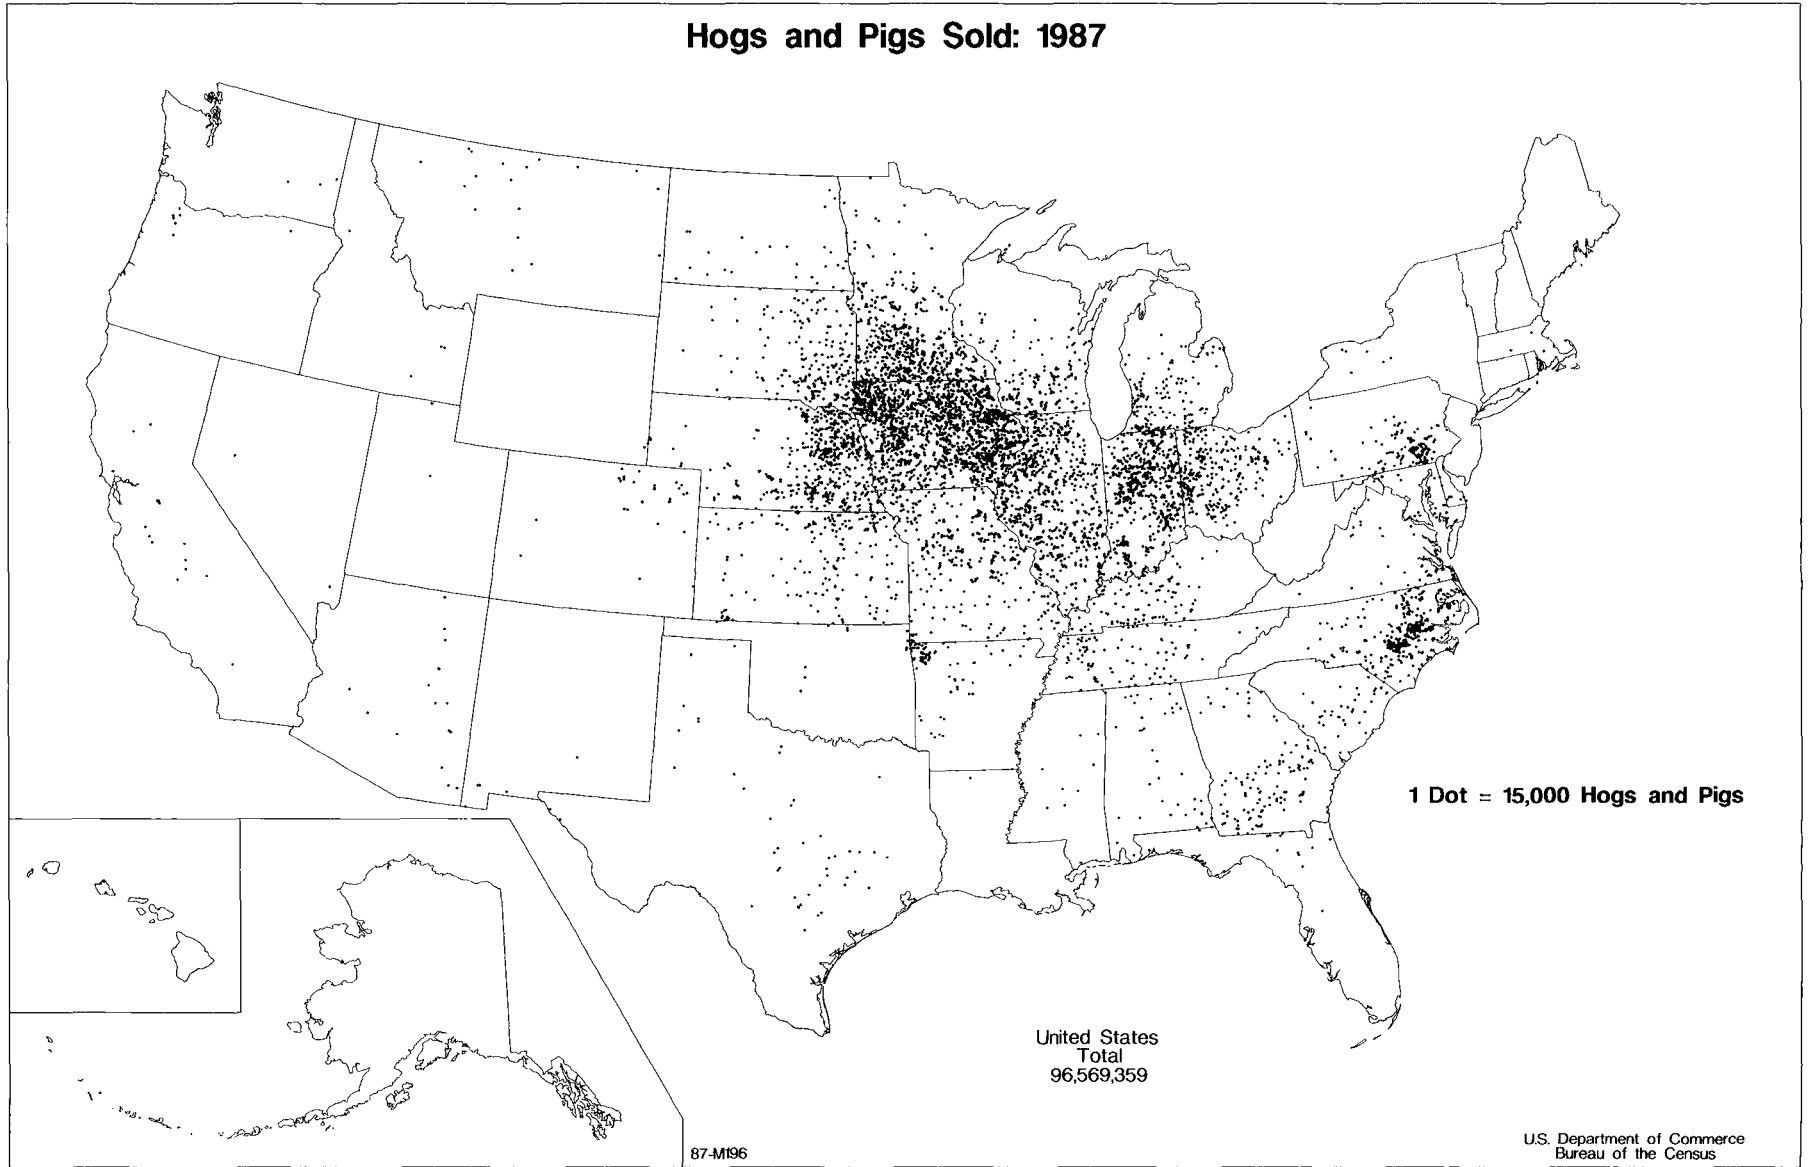 Hogs and Pigs Sold: 1987
1 Dot = 15,000 Hogs and Pigs
United States
Total
96,569,359
87-M196
U.S. Department of Commerce
Bureau of the Census